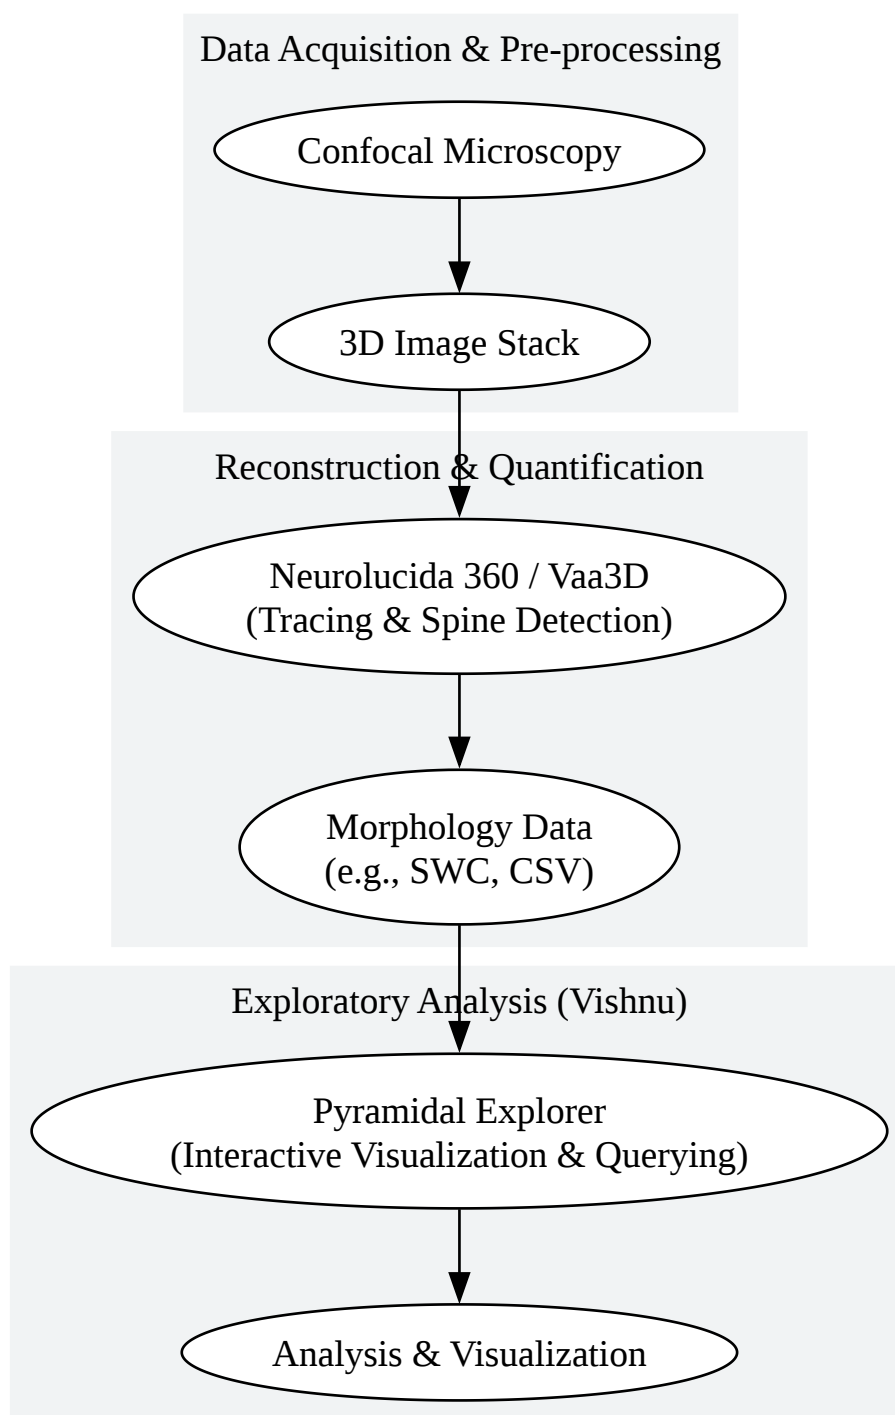 Data Acquisition & Pre-processing
Confocal Microscopy
3D Image Stack
Reconstruction & Quantification
Neurolucida 360 / Vaa3D
(Tracing & Spine Detection)
Morphology Data
(e.g., SWC, CSV)
Exploratory Analysis (Vishnu)
Pyramidal Explorer
(Interactive Visualization & Querying)
Analysis & Visualization